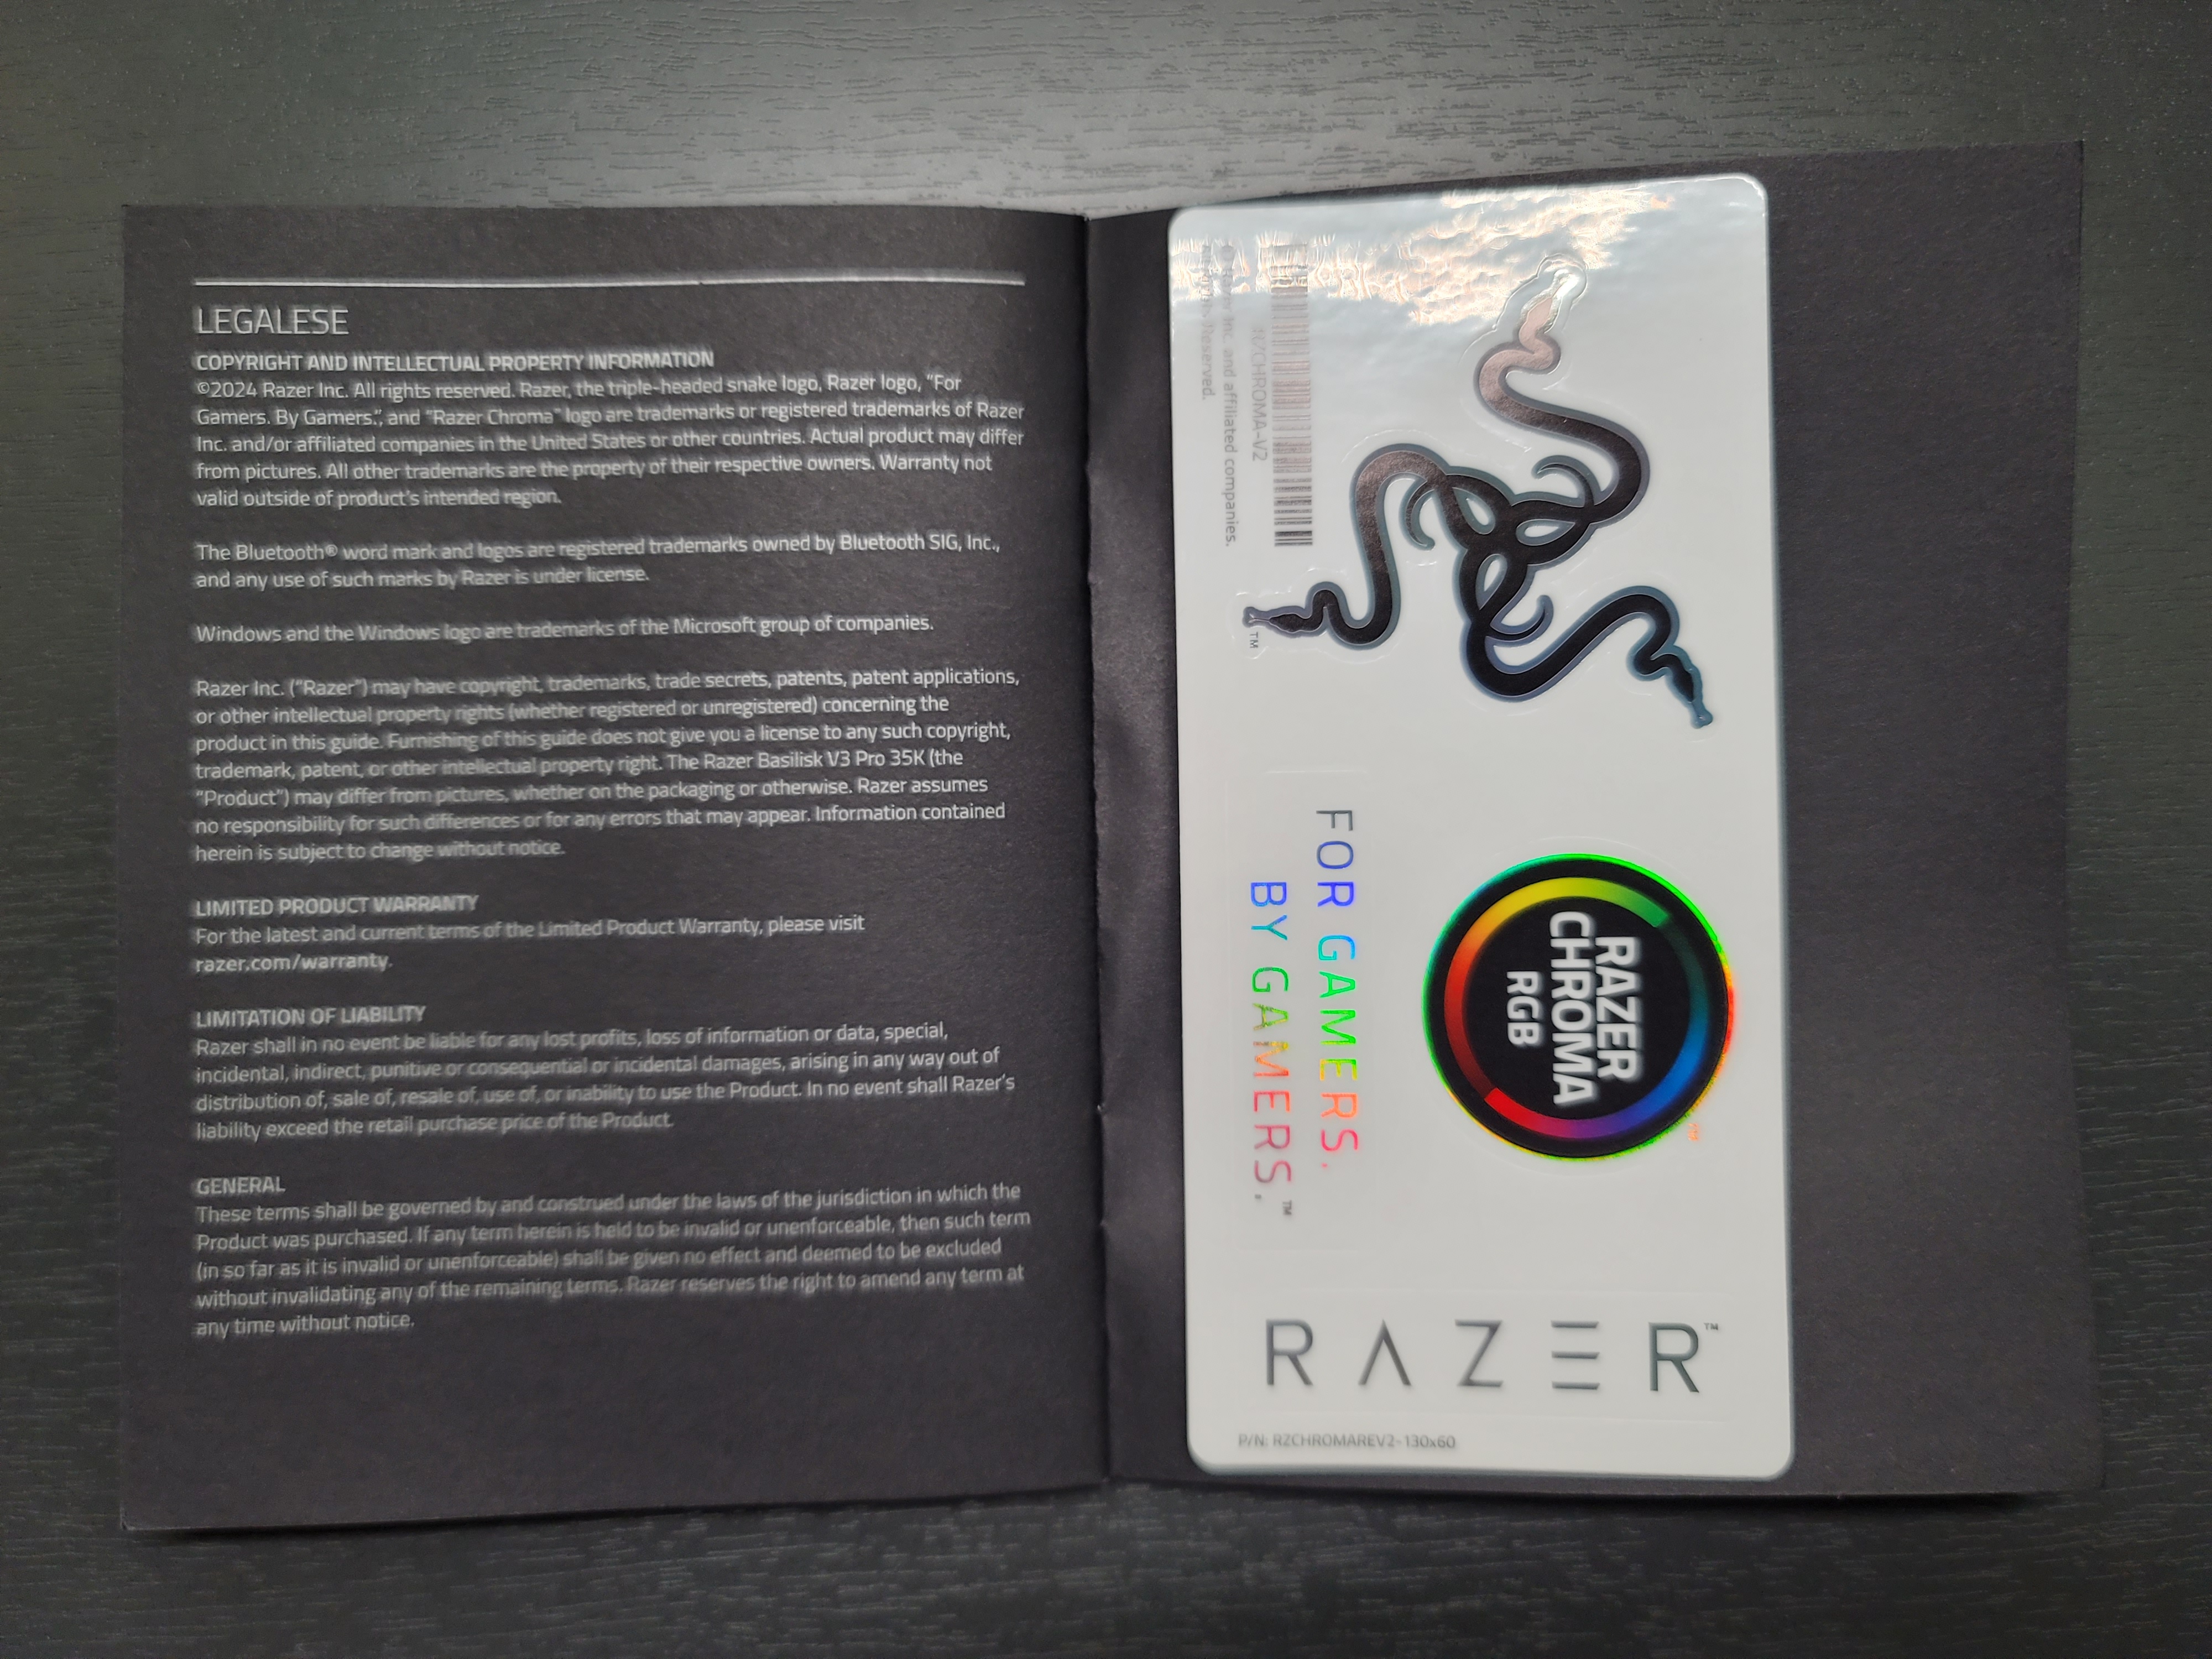 LEGALESE
COPYRIGHT AND INTELLECTUAL PROPERTY INFORMATION
©2024 Razer Inc. All rights reserved. Razer, the triple-headed snake logo, Razer logo, “For
Gamers. By Gamers.”, and “Razer Chroma” logo are trademarks or registered trademarks of Razer
Inc. and/or affiliated companies in the United States or other countries. Actual product may differ
from pictures. All other trademarks are the property of their respective owners. Warranty not
valid outside of product’s intended region.
The Bluetooth® word mark and logos are registered trademarks owned by Bluetooth SIG, Inc.,
and any use of such marks by Razer is under license.
Windows and the Windows logo are trademarks of the Microsoft group of companies.
Razer Inc. (“Razer”) may have copyright, trademarks, trade secrets, patents, patent applications,
or other intellectual property rights (whether registered or unregistered) concerning the
product in this guide. Furnishing of this guide does not give you a license to any such copyright,
trademark, patent, or other intellectual property right. The Razer Basilisk V3 Pro 35K (the
“Product”) may differ from pictures, whether on the packaging or otherwise. Razer assumes
no responsibility for such differences or for any errors that may appear. Information contained
herein is subject to change without notice.
LIMITED PRODUCT WARRANTY
For the latest and current terms of the Limited Product Warranty, please visit
razer.com/warranty.
LIMITATION OF LIABILITY
Razer shall in no event be liable for any lost profits, loss of information or data, special,
incidental, indirect, punitive or consequential or incidental damages, arising in any way out of
distribution of, sale of, resale of, use of, or inability to use the Product. In no event shall Razer’s
liability exceed the retail purchase price of the Product.
GENERAL
These terms shall be governed by and construed under the laws of the jurisdiction in which the
Product was purchased. If any term herein is held to be invalid or unenforceable, then such term
(in so far as it is invalid or unenforceable) shall be given no effect and deemed to be excluded
without invalidating any of the remaining terms. Razer reserves the right to amend any term at
any time without notice.
RZCHROMA-V2
Inc. and affiliated companies.
Reserved.
™
RAZER
CHROMA
RGB
™
FOR GAMERS.
BY GAMERS.™
RAZER™
P/N: RZCHROMAREV2-130x60